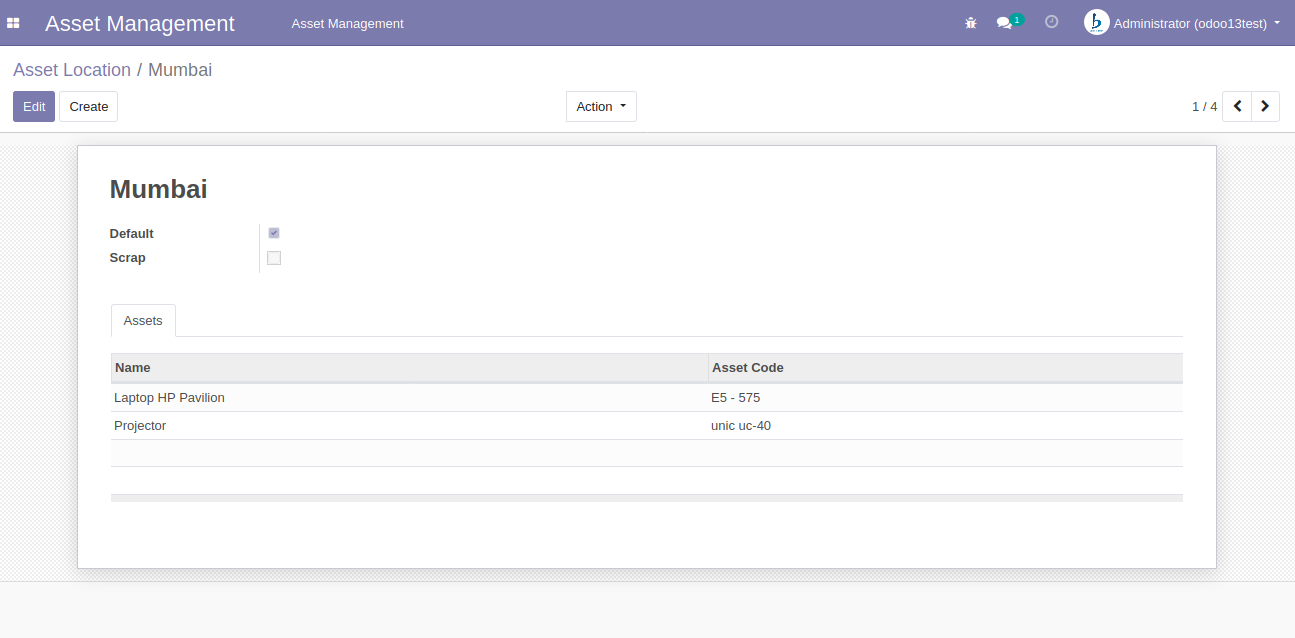 Asset Management
Asset Management
1
Administrator (odoo13test)
Asset Location / Mumbai
Edit
Create
Action
1 / 4
Mumbai
Default
Scrap
Assets
Name Asset Code
Laptop HP Pavilion E5 - 575
Projector unic uc-40